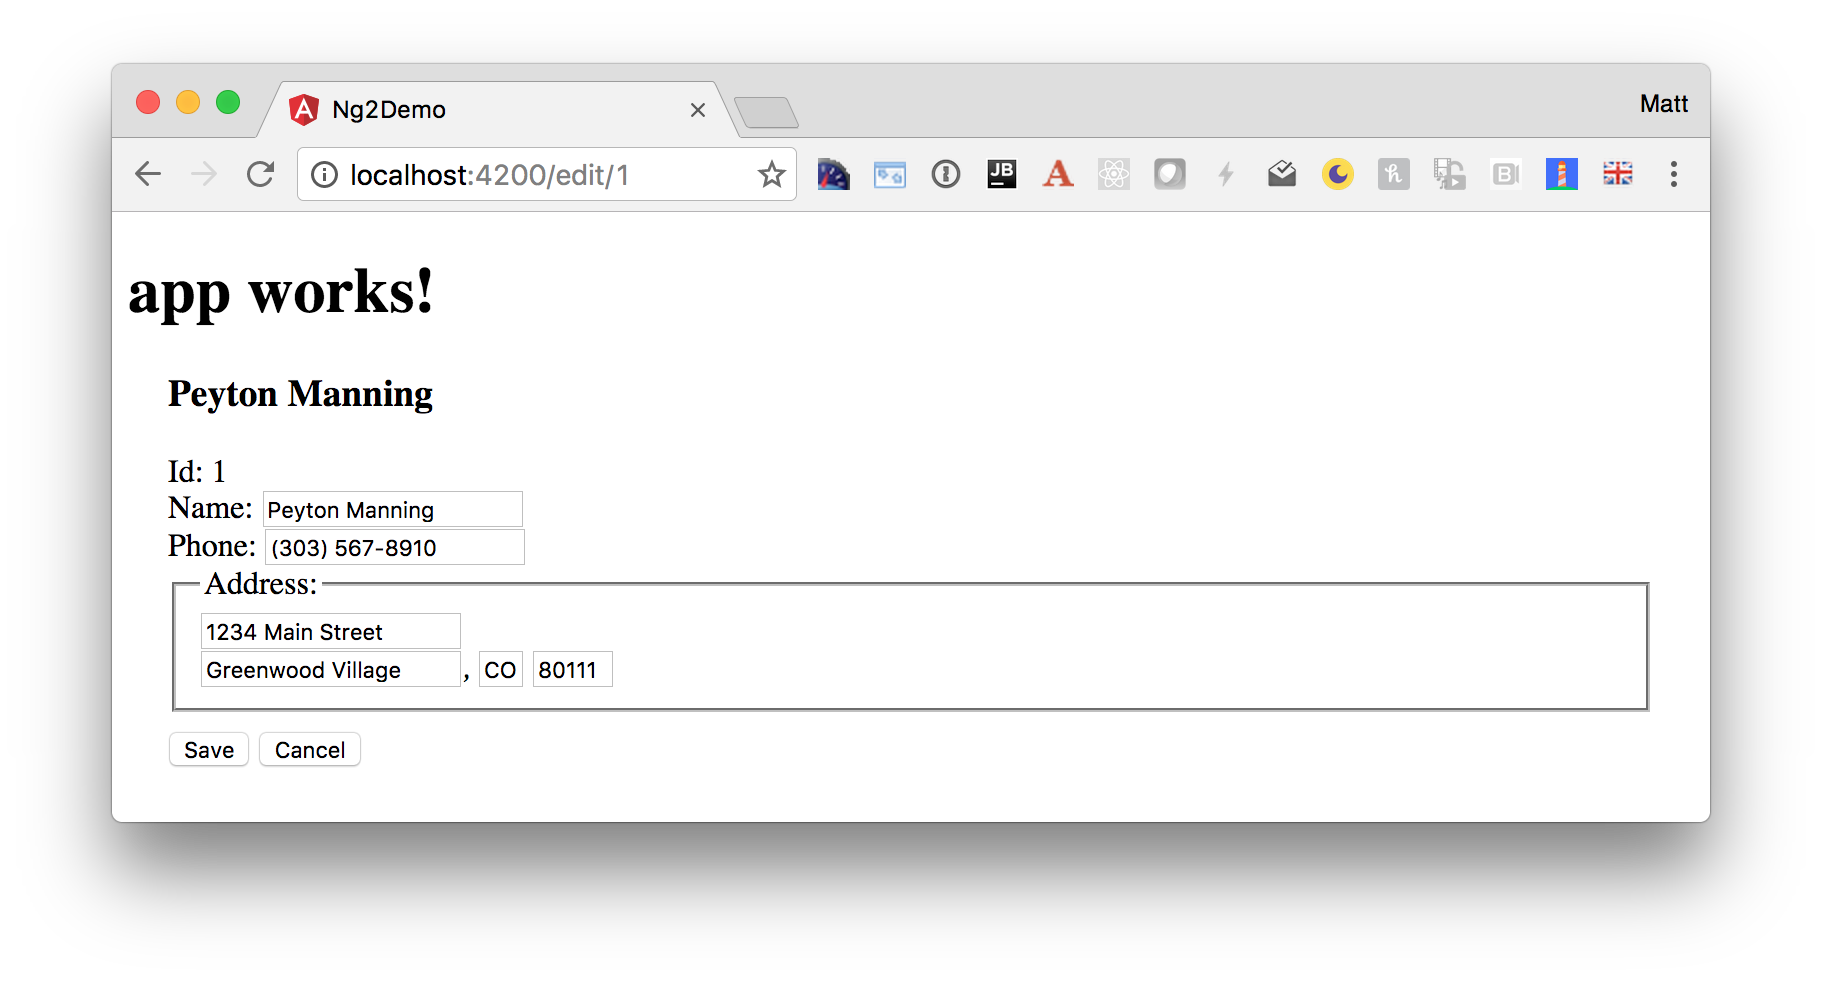 Ng2Demo
Matt
localhost:4200/edit/1
JB
A
h
B
app works!
Peyton Manning
Id: 1
Name: Peyton Manning
Phone: (303) 567-8910
Address:
1234 Main Street
Greenwood Village , CO 80111
Save Cancel